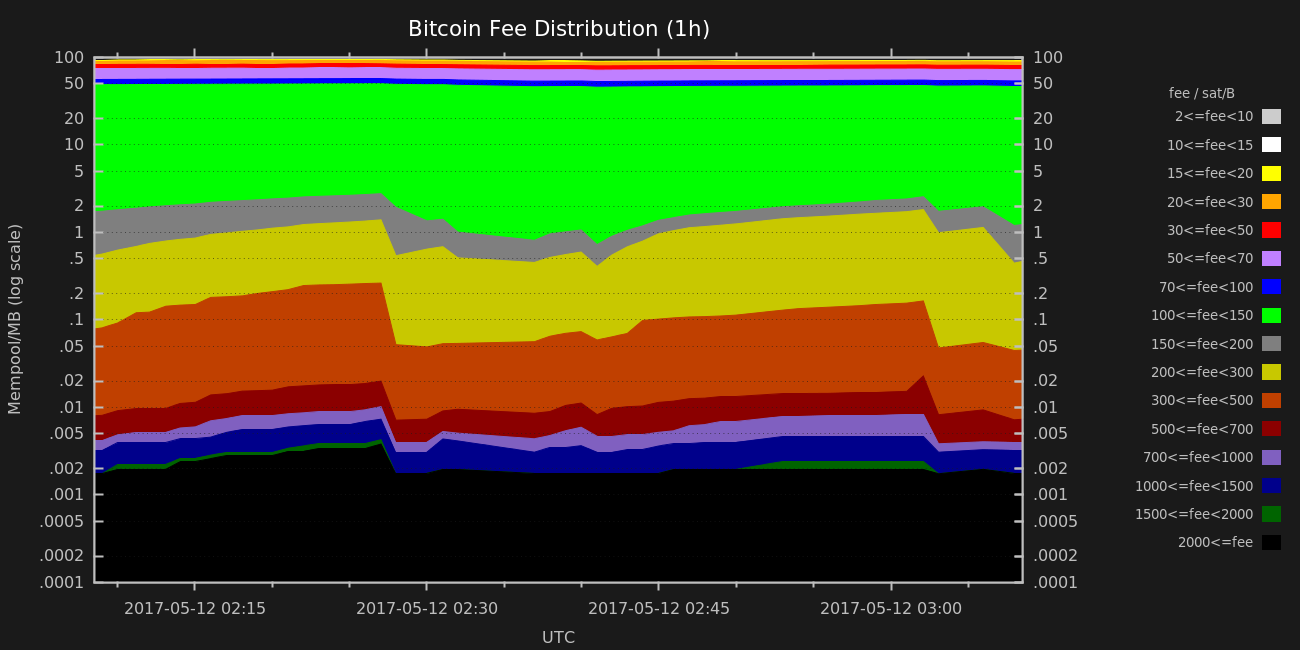 Bitcoin Fee Distribution (1h)
100
50
20
10
5
2
1
.5
.2
.1
.05
.02
.01
.005
.002
.001
.0005
.0002
.0001
Mempool/MB (log scale)
100
50
20
10
5
2
1
.5
.2
.1
.05
.02
.01
.005
.002
.001
.0005
.0002
.0001
2017-05-12 02:15 2017-05-12 02:30 2017-05-12 02:45 2017-05-12 03:00
UTC
fee / sat/B
2<=fee<10
10<=fee<15
15<=fee<20
20<=fee<30
30<=fee<50
50<=fee<70
70<=fee<100
100<=fee<150
150<=fee<200
200<=fee<300
300<=fee<500
500<=fee<700
700<=fee<1000
1000<=fee<1500
1500<=fee<2000
2000<=fee